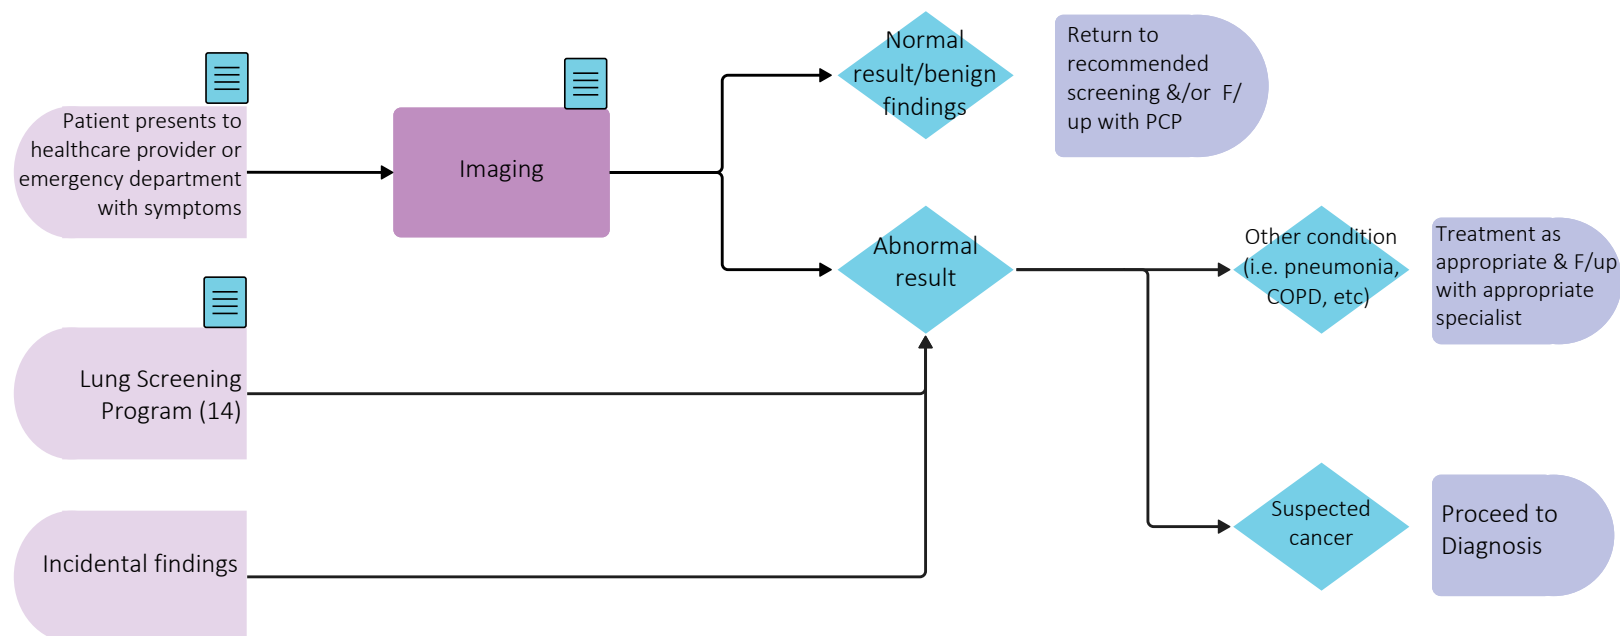 Patient presents to
healthcare provider or
emergency department
with symptoms
Imaging
Normal
result/benign
findings
Return to
recommended
screening &/or F/
up with PCP
Abnormal
result
Other condition
(i.e. pneumonia,
COPD, etc)
Treatment as
appropriate & F/up
with appropriate
specialist
Lung Screening
Program (14)
Incidental findings
Suspected
cancer
Proceed to
Diagnosis